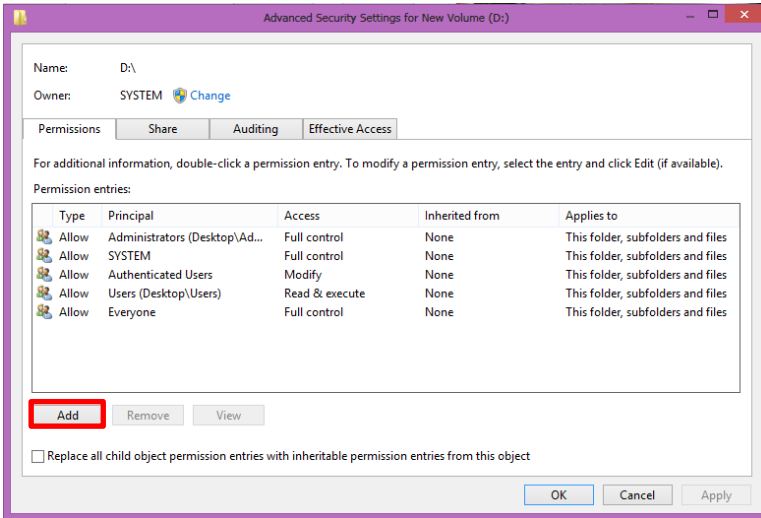 Advanced Security Settings for New Volume (D:)
Name: D:\
Owner: SYSTEM Change
Permissions Share Auditing Effective Access
For additional information, double-click a permission entry. To modify a permission entry, select the entry and click Edit (if available).
Permission entries:
Type Principal Access Inherited from Applies to
Allow Administrators (Desktop\Ad... Full control None This folder, subfolders and files
Allow SYSTEM Full control None This folder, subfolders and files
Allow Authenticated Users Modify None This folder, subfolders and files
Allow Users (Desktop\Users) Read & execute None This folder, subfolders and files
Allow Everyone Full control None This folder, subfolders and files
Add Remove View
Replace all child object permission entries with inheritable permission entries from this object
OK Cancel Apply